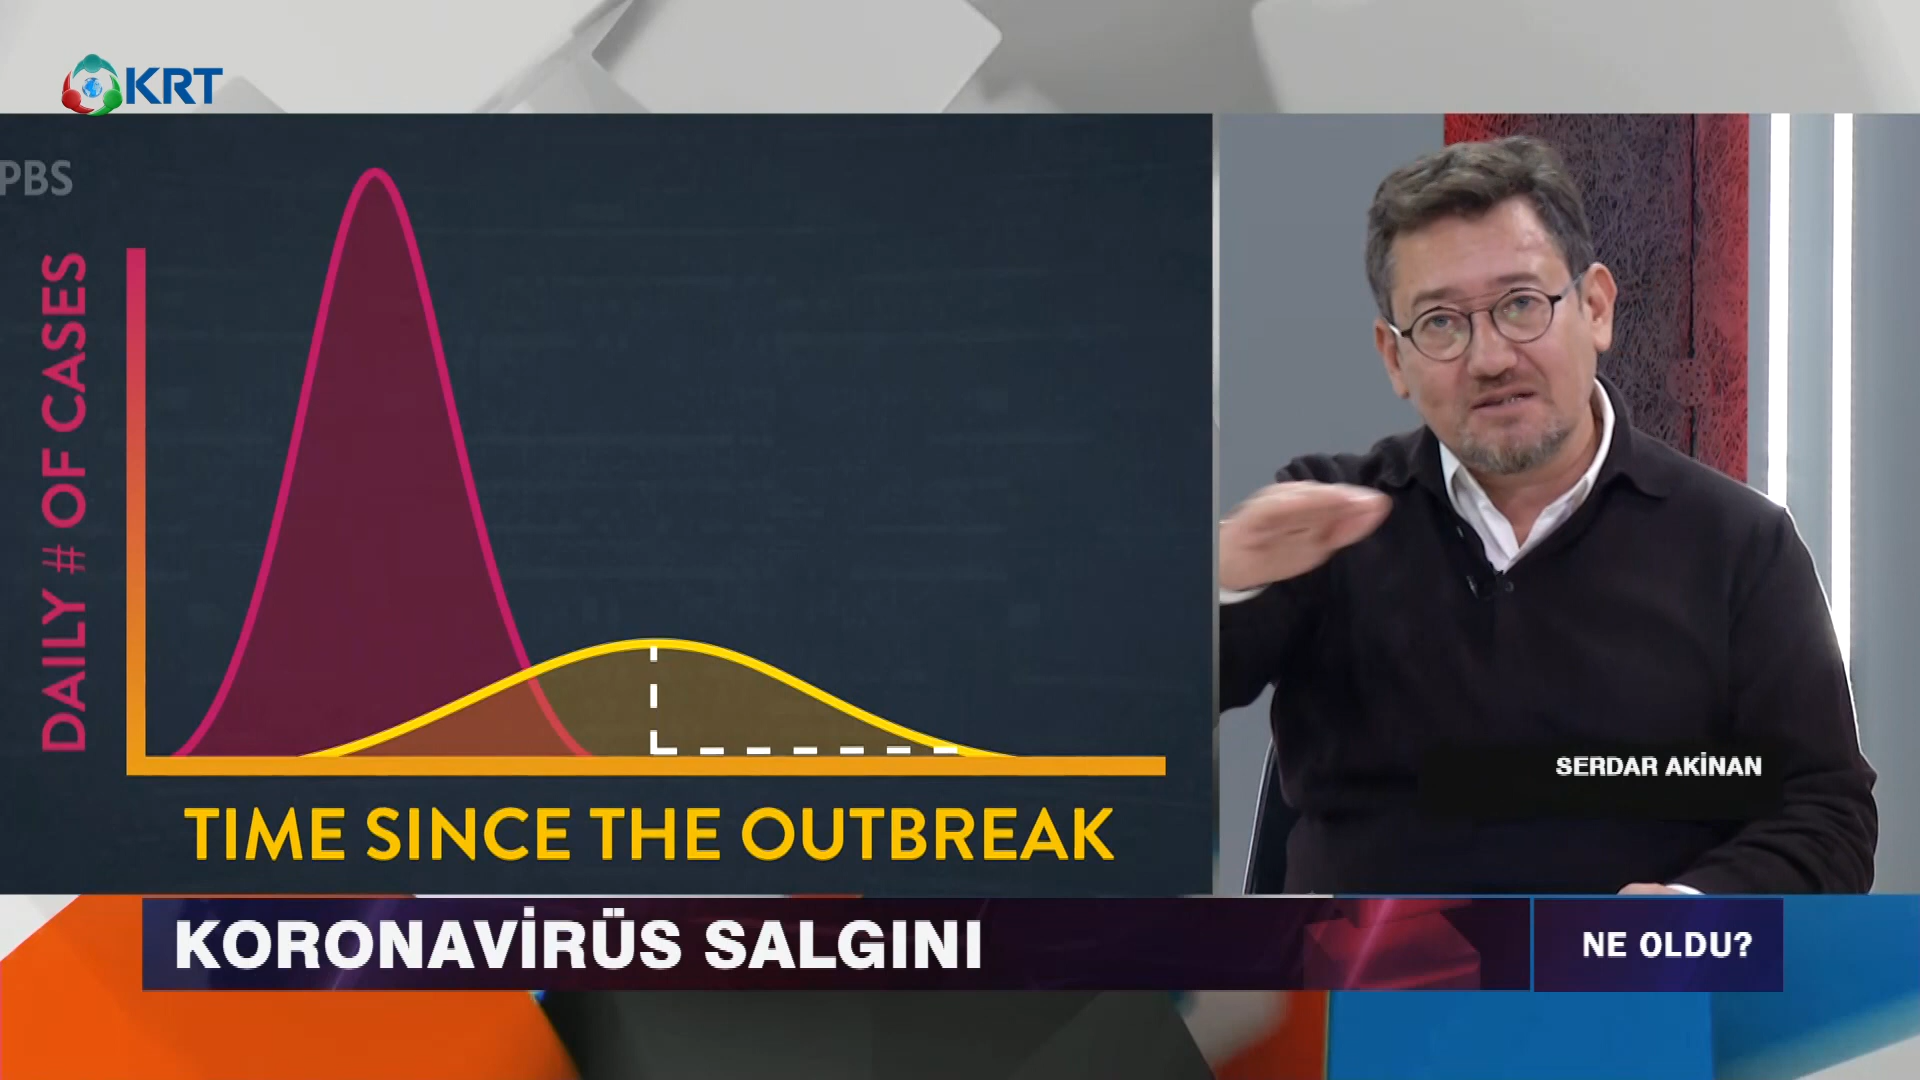 KRT
PBS
DAILY # OF CASES
TIME SINCE THE OUTBREAK
SERDAR AKİNAN
KORONAVİRÜS SALGINI
NE OLDU?